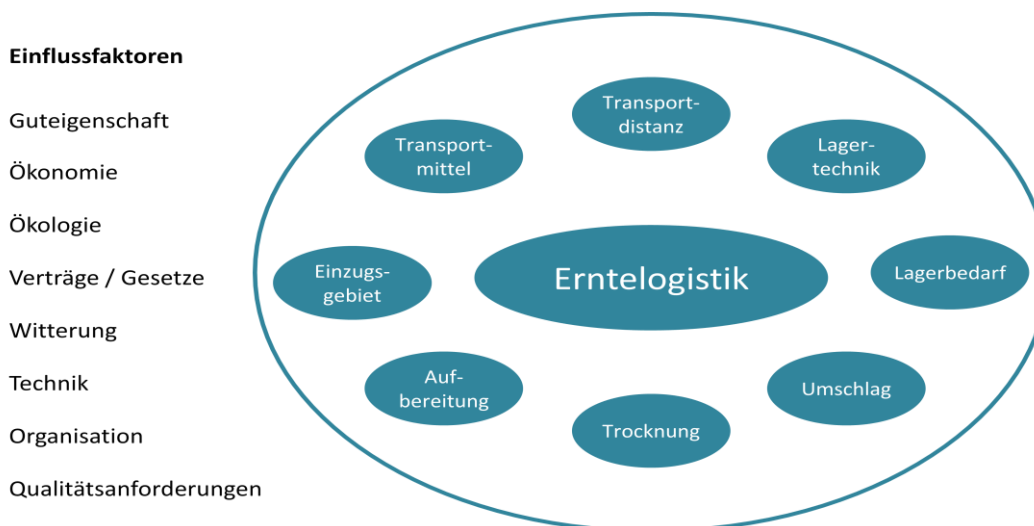 Einflussfaktoren
Guteigenschaft
Ökonomie
Ökologie
Verträge / Gesetze
Witterung
Technik
Organisation
Qualitätsanforderungen
Transport-
distanz
Transport-
mittel
Lager-
technik
Einzugs-
gebiet
Erntelogistik
Lagerbedarf
Auf-
bereitung
Umschlag
Trocknung